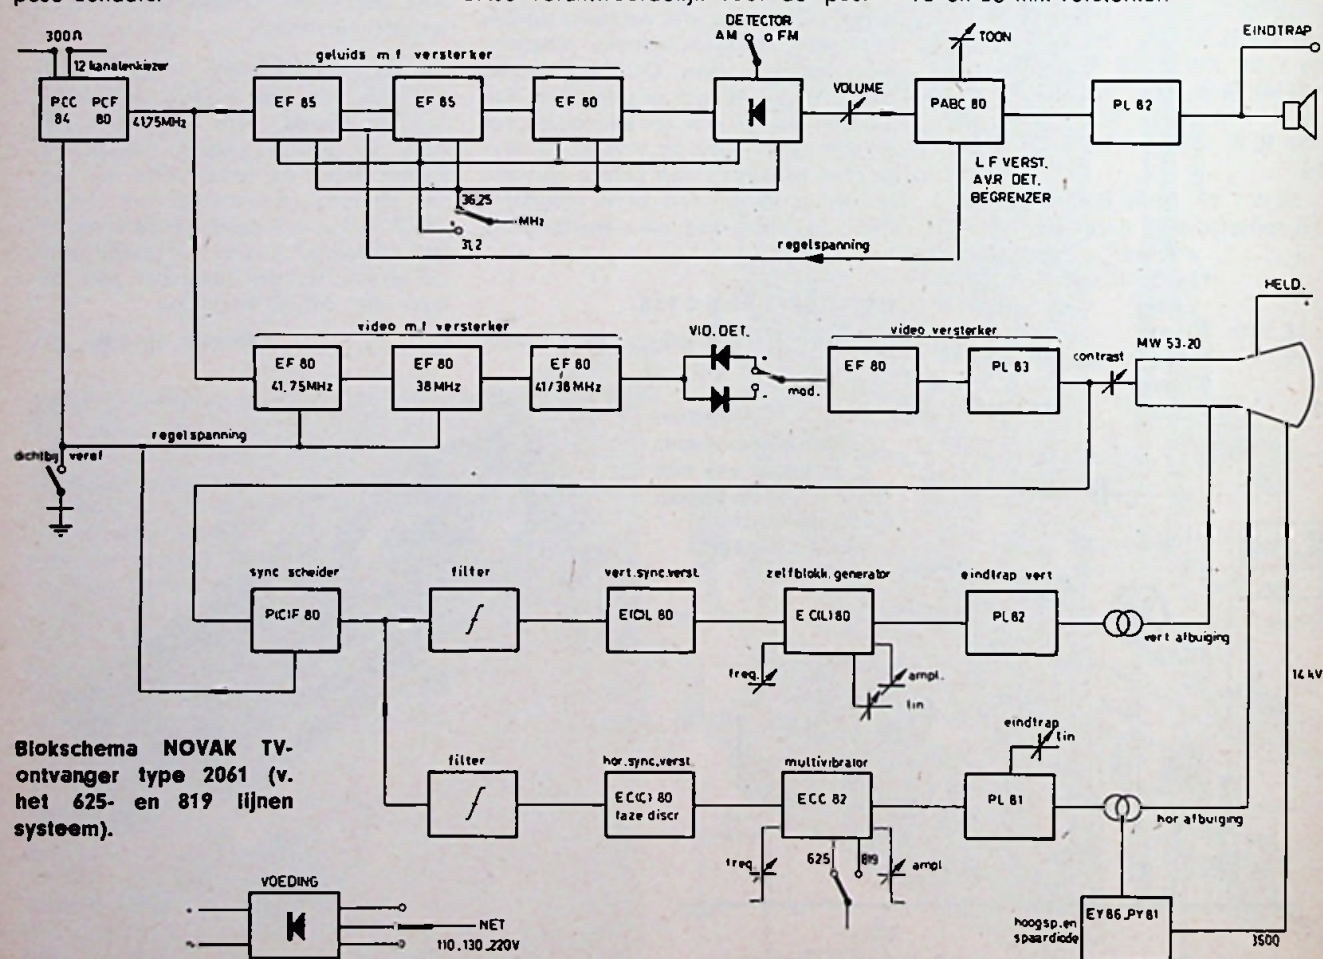 300Ω
12 kanalenkiezer
PCC 84
PCF 80
41,75MHz
geluids m f versterker
EF 85
EF 85
EF 80
DETECTOR
AM FM
VOLUME
TOON
PABC 80
L F VERST.
A.V.R DET.
BEGRENZER
PL 82
EINDTRAP
36,25
MHz
31,2
regelspanning
video m f versterker
EF 80
41,75MHz
EF 80
38MHz
EF 80
41/38MHz
VID. DET.
+
-
mod.
video versterker
EF 80
PL 83
contrast
MW 53-20
HELD.
regelspanning
dichtbij veraf
sync scheider
P(C)F 80
filter
vert.sync.verst.
E(C)L 80
zelfblokk.generator
E C(L) 80
freq.
ampl.
lin
eindtrap vert
PL 82
vert afbuiging
14 kV
Blokschema NOVAK TV-
ontvanger type 2061 (v.
het 625- en 819 lijnen
systeem).
filter
hor.sync.verst.
EC(C) 80
faze discr
multivibrator
ECC 82
freq.
625
819
ampl
eindtrap
lin
PL 81
hor afbuiging
EY86.PY81
hoogsp.en
spaardiode
3500
VOEDING
NET
110.130.220V